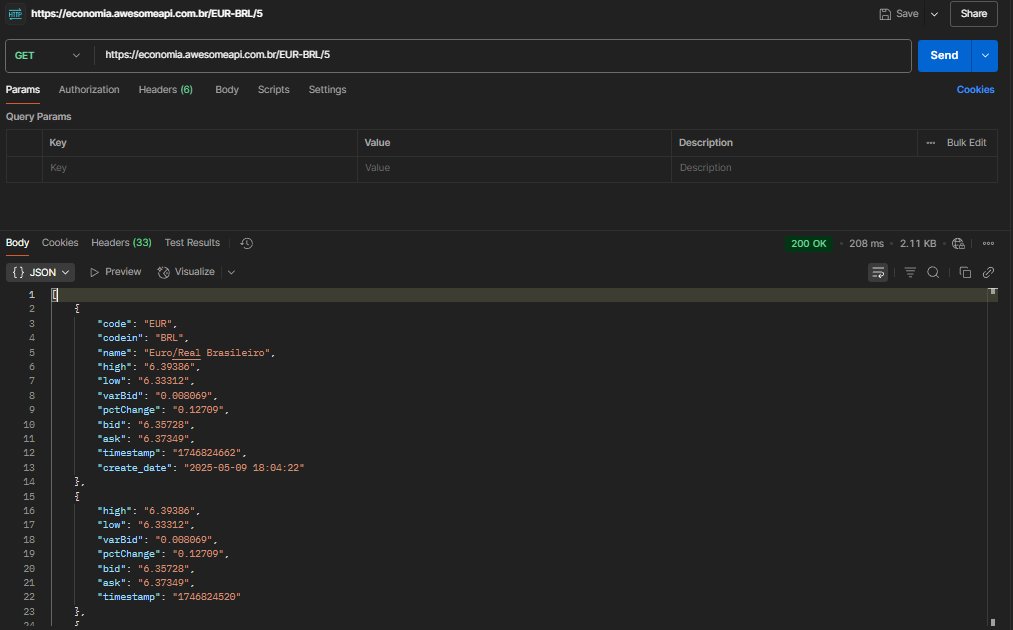 HTTP https://economia.awesomeapi.com.br/EUR-BRL/5 Save Share
GET https://economia.awesomeapi.com.br/EUR-BRL/5 Send
Params Authorization Headers (6) Body Scripts Settings Cookies
Query Params
Key Value Description ••• Bulk Edit
Key Value Description
Body Cookies Headers (33) Test Results 200 OK • 208 ms • 2.11 KB •
{} JSON Preview Visualize
1 [
2 {
3 "code": "EUR",
4 "codein": "BRL",
5 "name": "Euro/Real Brasileiro",
6 "high": "6.39386",
7 "low": "6.33312",
8 "varBid": "0.008069",
9 "pctChange": "0.12709",
10 "bid": "6.35728",
11 "ask": "6.37349",
12 "timestamp": "1746824662",
13 "create_date": "2025-05-09 18:04:22"
14 },
15 {
16 "high": "6.39386",
17 "low": "6.33312",
18 "varBid": "0.008069",
19 "pctChange": "0.12709",
20 "bid": "6.35728",
21 "ask": "6.37349",
22 "timestamp": "1746824520"
23 },
24 {